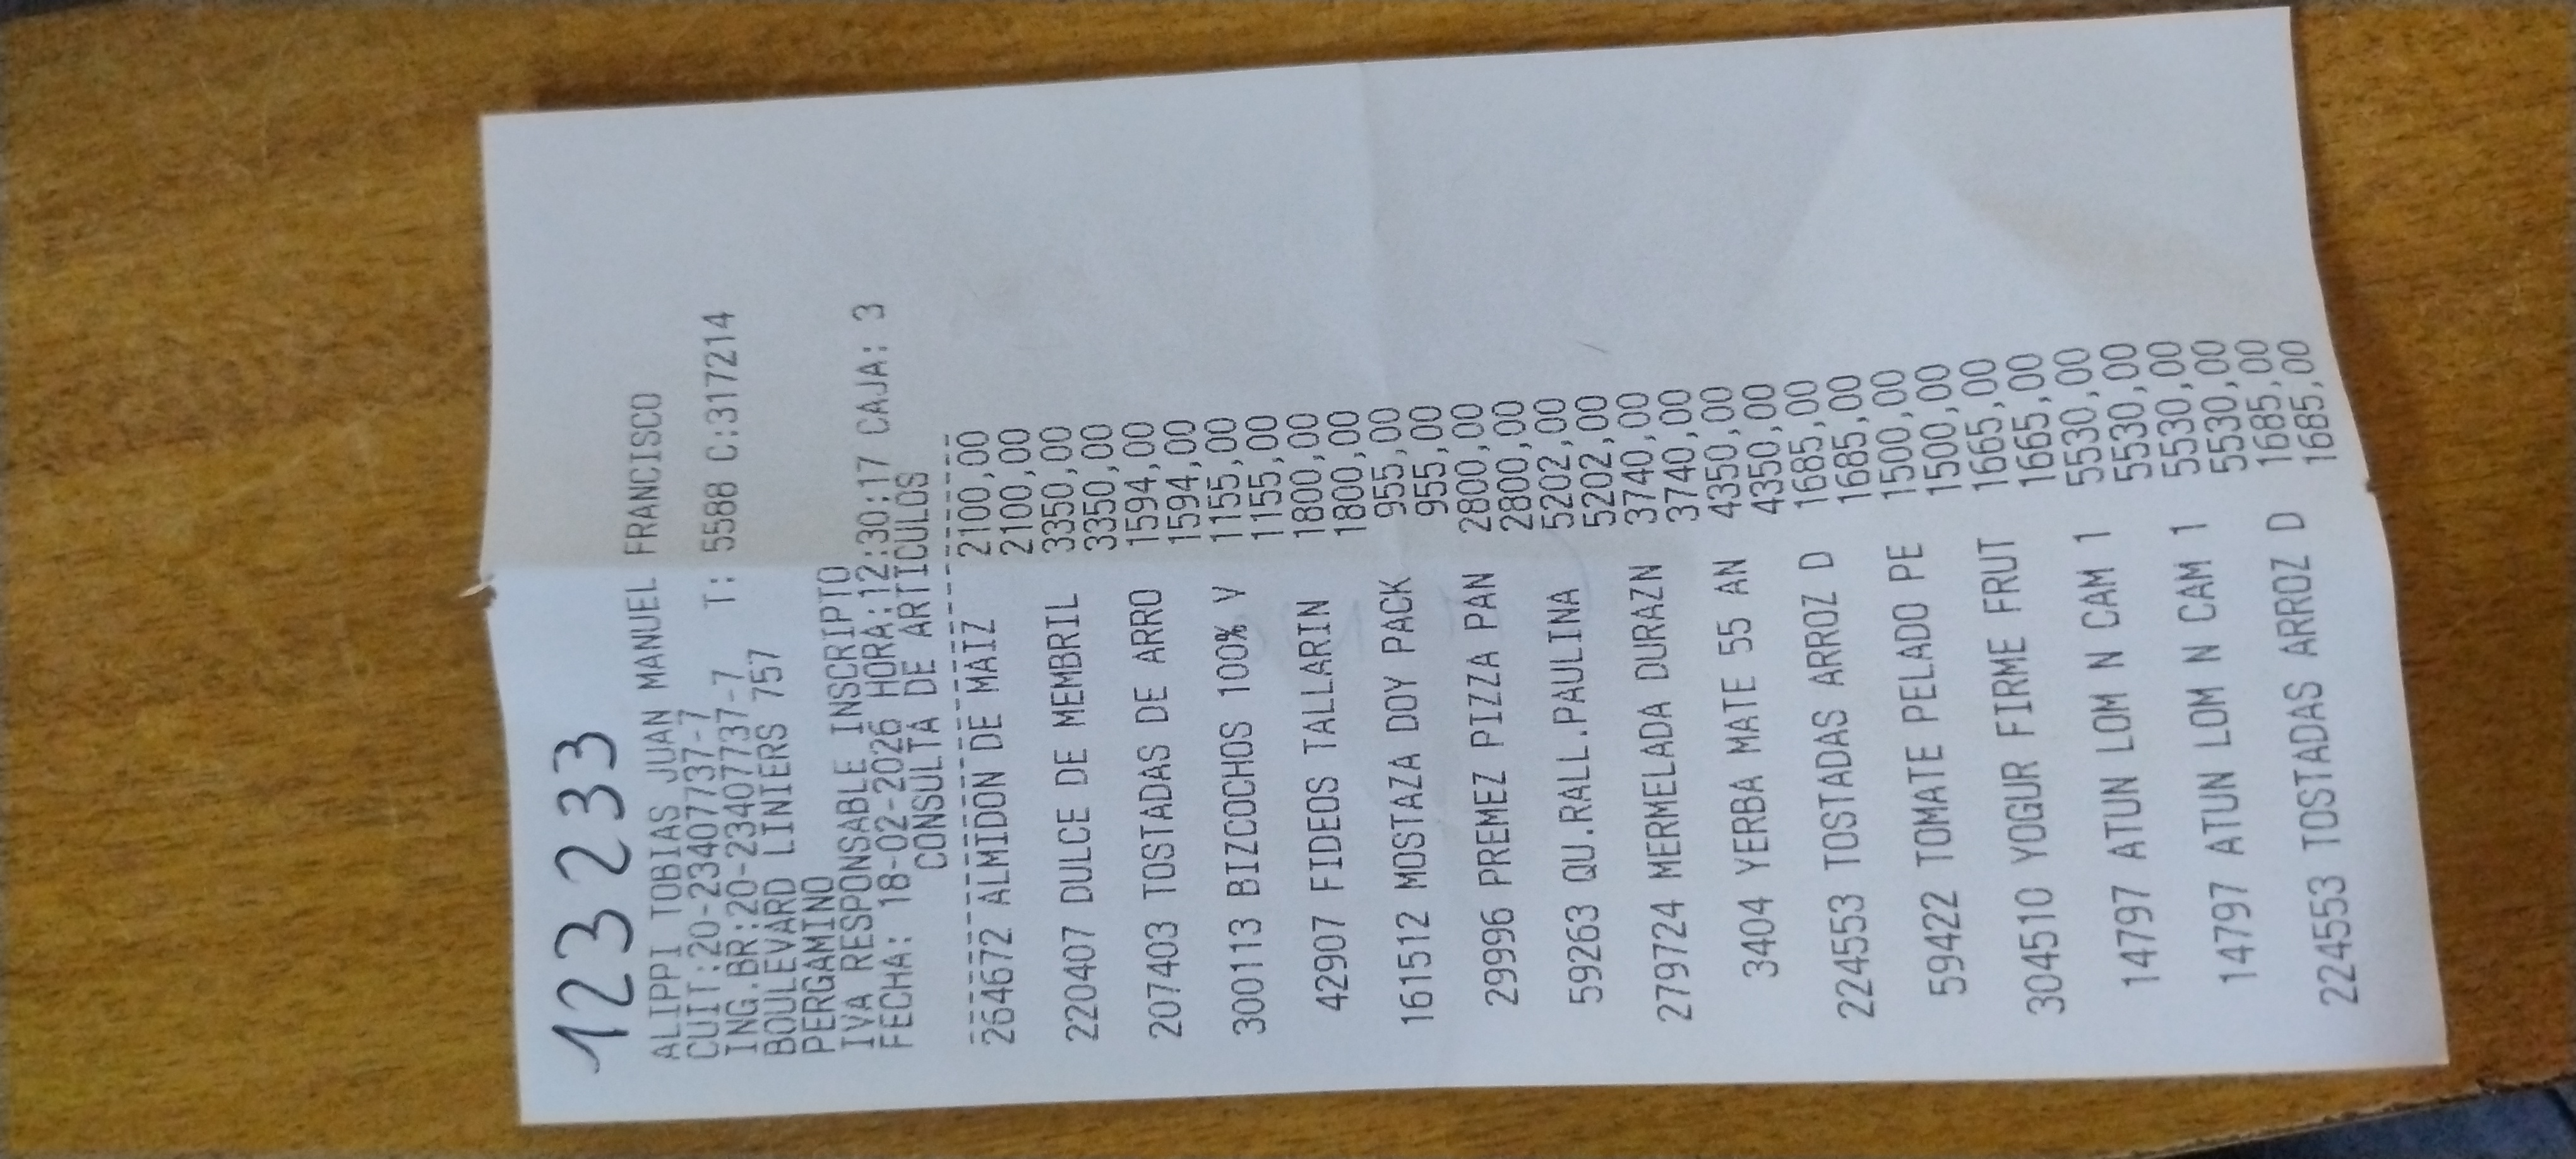 123233
ALIPPI TOBIAS JUAN MANUEL FRANCISCO
CUIT:20-23407737-7
ING.BR:20-23407737-7 T: 5588 C:317214
BOULEVARD LINIERS 757
PERGAMINO
IVA RESPONSABLE INSCRIPTO
FECHA: 18-02-2026 HORA:12:30:17 CAJA: 3
CONSULTA DE ARTICULOS
264672 ALMIDON DE MAIZ 2100,00
2100,00
220407 DULCE DE MEMBRIL 3350,00
3350,00
207403 TOSTADAS DE ARRO 1594,00
1594,00
300113 BIZCOCHOS 100% V 1155,00
1155,00
42907 FIDEOS TALLARIN 1800,00
1800,00
161512 MOSTAZA DOY PACK 955,00
955,00
29996 PREMEZ PIZZA PAN 2800,00
2800,00
59263 QU.RALL.PAULINA 5202,00
5202,00
279724 MERMELADA DURAZN 3740,00
3740,00
3404 YERBA MATE 55 AN 4350,00
4350,00
224553 TOSTADAS ARROZ D 1685,00
1685,00
59422 TOMATE PELADO PE 1500,00
1500,00
304510 YOGUR FIRME FRUT 1665,00
1665,00
14797 ATUN LOM N CAM 1 5530,00
5530,00
14797 ATUN LOM N CAM 1 5530,00
5530,00
224553 TOSTADAS ARROZ D 1685,00
1685,00